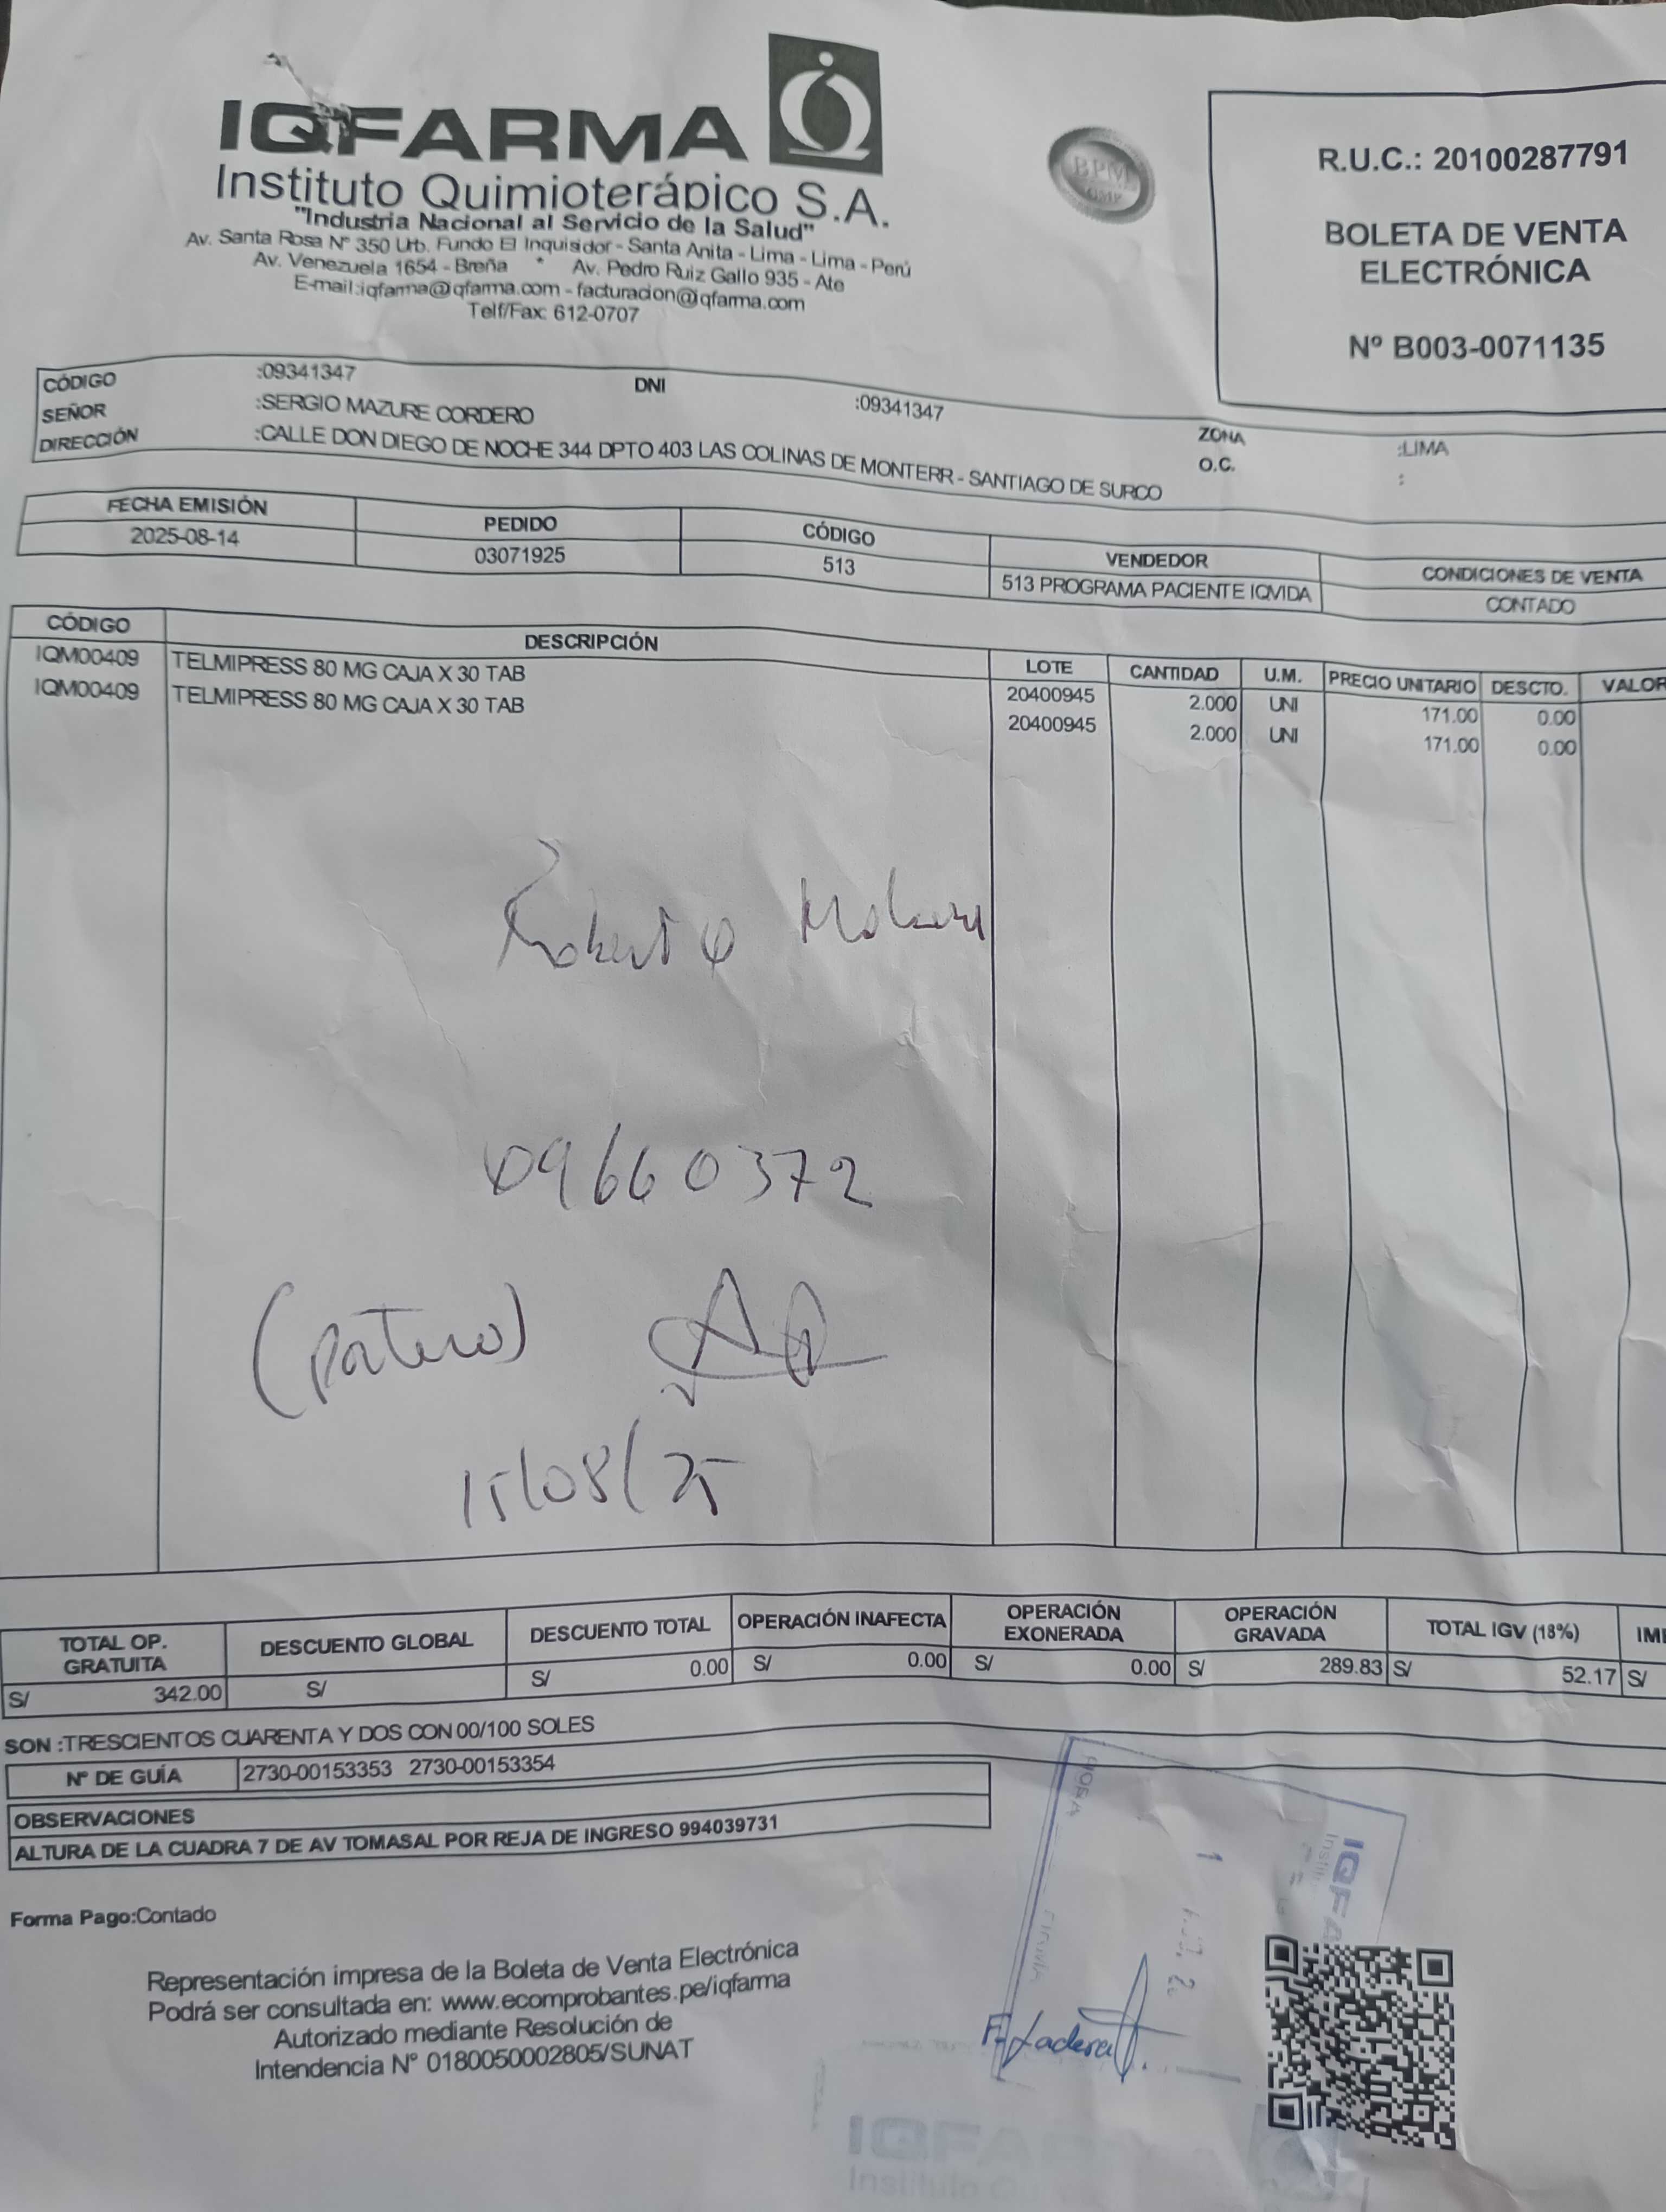 IQFARMA
Instituto Quimioterápico S.A.
"Industria Nacional al Servicio de la Salud"
Av. Santa Rosa Nº 350 Urb. Fundo El Inquisidor - Santa Anita - Lima - Lima - Perú
Av. Venezuela 1654 - Breña * Av. Pedro Ruiz Gallo 935 - Ate
E-mail:iqfarma@iqfarma.com - facturacion@iqfarma.com
Telf/Fax: 612-0707
BPM
GMP
R.U.C.: 20100287791
BOLETA DE VENTA
ELECTRÓNICA
Nº B003-0071135
CÓDIGO :09341347 DNI :09341347
SEÑOR :SERGIO MAZURE CORDERO ZONA :LIMA
DIRECCIÓN :CALLE DON DIEGO DE NOCHE 344 DPTO 403 LAS COLINAS DE MONTERR - SANTIAGO DE SURCO O.C. :
FECHA EMISIÓN PEDIDO CÓDIGO VENDEDOR CONDICIONES DE VENTA
2025-08-14 03071925 513 513 PROGRAMA PACIENTE IQVIDA CONTADO
CÓDIGO DESCRIPCIÓN LOTE CANTIDAD U.M. PRECIO UNITARIO DESCTO. VALOR
IQM00409 TELMIPRESS 80 MG CAJA X 30 TAB 20400945 2.000 UNI 171.00 0.00
IQM00409 TELMIPRESS 80 MG CAJA X 30 TAB 20400945 2.000 UNI 171.00 0.00
Roberto
09660372
(portero)
15/08/25
TOTAL OP. GRATUITA DESCUENTO GLOBAL DESCUENTO TOTAL OPERACIÓN INAFECTA OPERACIÓN EXONERADA OPERACIÓN GRAVADA TOTAL IGV (18%)
S/ 342.00 S/ S/ 0.00 S/ 0.00 S/ 0.00 S/ 289.83 S/ 52.17 S/
SON :TRESCIENTOS CUARENTA Y DOS CON 00/100 SOLES
Nº DE GUÍA 2730-00153353 2730-00153354
OBSERVACIONES
ALTURA DE LA CUADRA 7 DE AV TOMASAL POR REJA DE INGRESO 994039731
Forma Pago:Contado
Representación impresa de la Boleta de Venta Electrónica
Podrá ser consultada en: www.ecomprobantes.pe/iqfarma
Autorizado mediante Resolución de
Intendencia N° 0180050002805/SUNAT
HORA
FIRMA